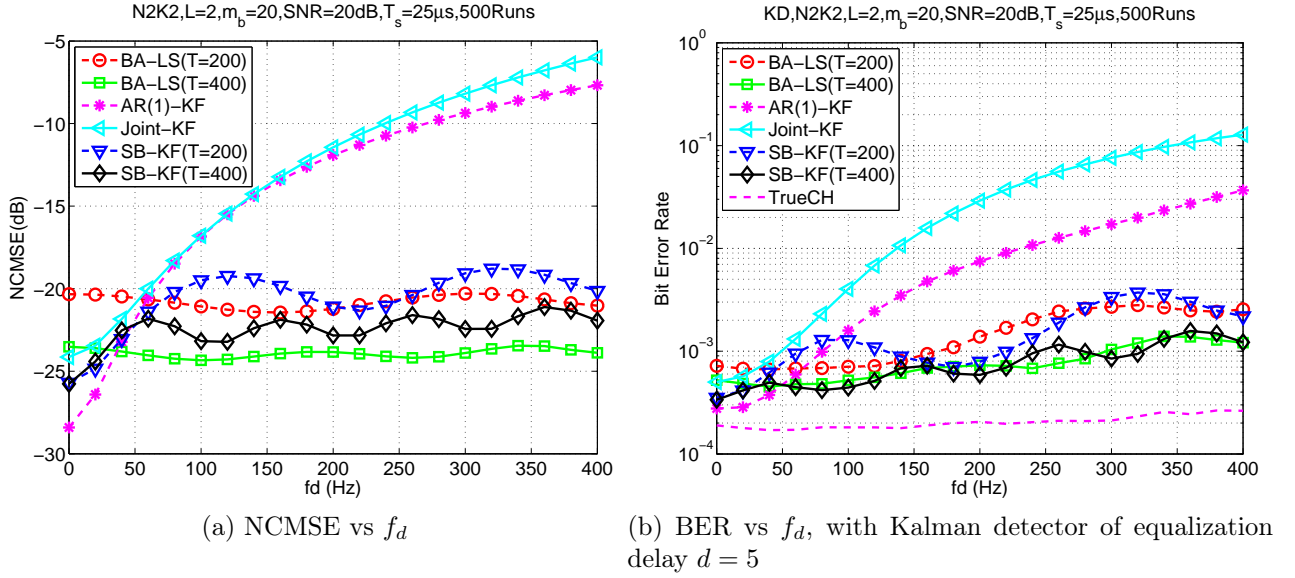 N2K2,L=2,m_b=20,SNR=20dB,T_s=25μs,500Runs
NCMSE(dB)
−5
−10
−15
−20
−25
−30
BA−LS(T=200)
BA−LS(T=400)
AR(1)−KF
Joint−KF
SB−KF(T=200)
SB−KF(T=400)
0 50 100 150 200 250 300 350 400
fd (Hz)
(a) NCMSE vs f_d
KD,N2K2,L=2,m_b=20,SNR=20dB,T_s=25μs,500Runs
Bit Error Rate
10^0
10^−1
10^−2
10^−3
10^−4
BA−LS(T=200)
BA−LS(T=400)
AR(1)−KF
Joint−KF
SB−KF(T=200)
SB−KF(T=400)
TrueCH
0 50 100 150 200 250 300 350 400
fd (Hz)
(b) BER vs f_d, with Kalman detector of equalization
delay d = 5